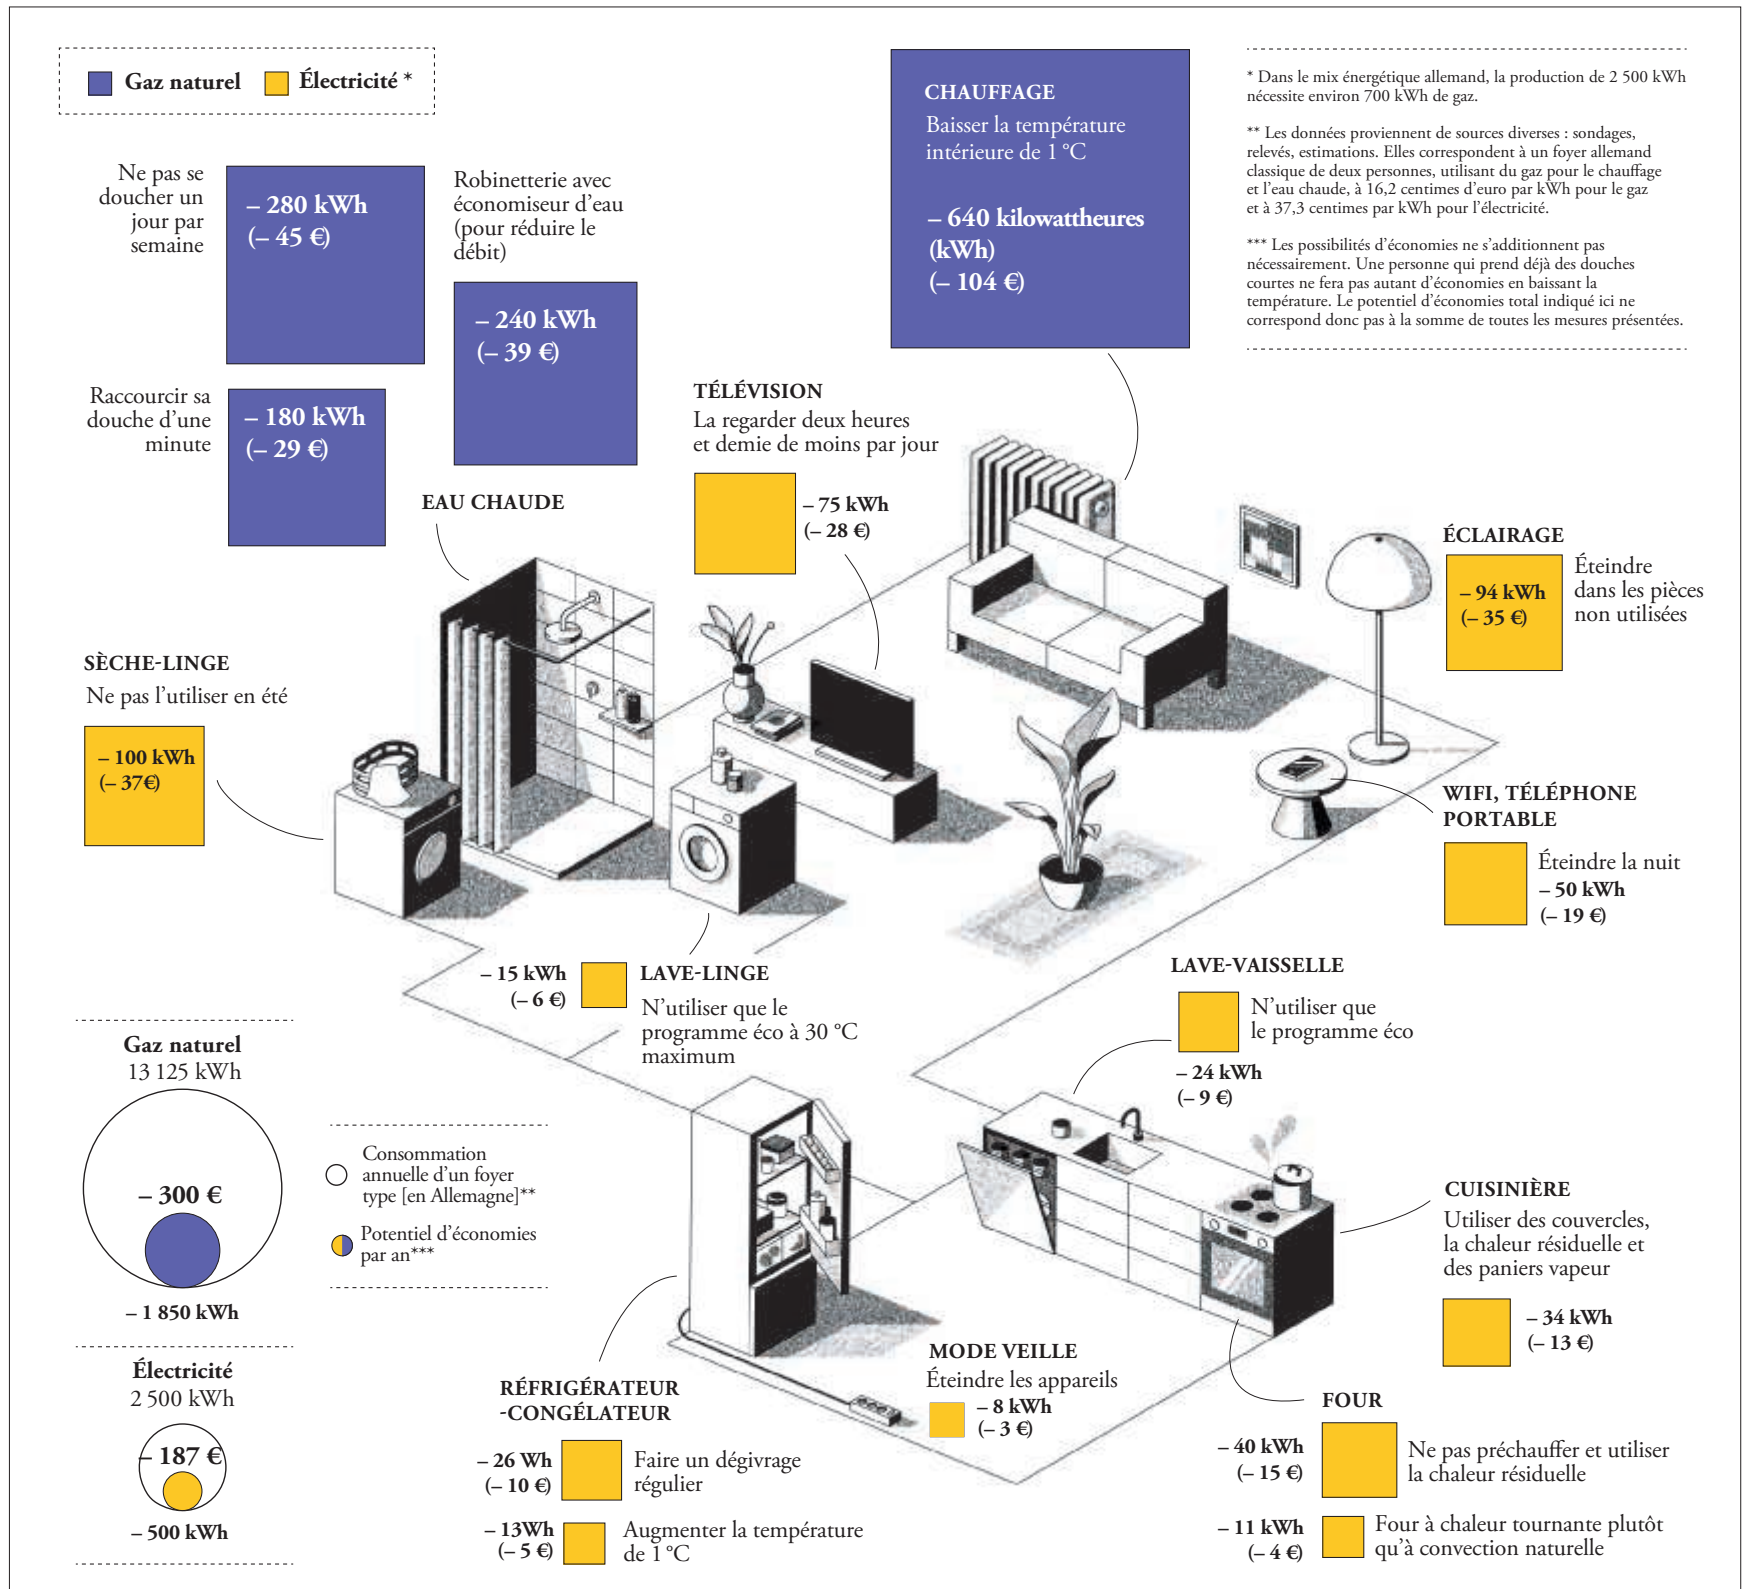 Gaz naturel
Électricité *
Ne pas se
doucher un
jour par
semaine
– 280 kWh
(– 45 €)
Robinetterie avec
économiseur d’eau
(pour réduire le
débit)
– 240 kWh
(– 39 €)
Raccourcir sa
douche d’une
minute
– 180 kWh
(– 29 €)
EAU CHAUDE
CHAUFFAGE
Baisser la température
intérieure de 1 °C
– 640 kilowattheures
(kWh)
(– 104 €)
* Dans le mix énergétique allemand, la production de 2 500 kWh
nécessite environ 700 kWh de gaz.
** Les données proviennent de sources diverses : sondages,
relevés, estimations. Elles correspondent à un foyer allemand
classique de deux personnes, utilisant du gaz pour le chauffage
et l’eau chaude, à 16,2 centimes d’euro par kWh pour le gaz
et à 37,3 centimes par kWh pour l’électricité.
*** Les possibilités d’économies ne s’additionnent pas
nécessairement. Une personne qui prend déjà des douches
courtes ne fera pas autant d’économies en baissant la
température. Le potentiel d’économies total indiqué ici ne
correspond donc pas à la somme de toutes les mesures présentées.
TÉLÉVISION
La regarder deux heures
et demie de moins par jour
– 75 kWh
(– 28 €)
ÉCLAIRAGE
– 94 kWh
(– 35 €)
Éteindre
dans les pièces
non utilisées
SÈCHE-LINGE
Ne pas l’utiliser en été
– 100 kWh
(– 37€)
WIFI, TÉLÉPHONE
PORTABLE
Éteindre la nuit
– 50 kWh
(– 19 €)
– 15 kWh
(– 6 €)
LAVE-LINGE
N’utiliser que le
programme éco à 30 °C
maximum
LAVE-VAISSELLE
N’utiliser que
le programme éco
– 24 kWh
(– 9 €)
Gaz naturel
13 125 kWh
– 300 €
– 1 850 kWh
Consommation
annuelle d’un foyer
type [en Allemagne]**
Potentiel d’économies
par an***
Électricité
2 500 kWh
– 187 €
– 500 kWh
CUISINIÈRE
Utiliser des couvercles,
la chaleur résiduelle et
des paniers vapeur
– 34 kWh
(– 13 €)
MODE VEILLE
Éteindre les appareils
– 8 kWh
(– 3 €)
RÉFRIGÉRATEUR
-CONGÉLATEUR
– 26 Wh
(– 10 €)
Faire un dégivrage
régulier
– 13Wh
(– 5 €)
Augmenter la température
de 1 °C
FOUR
– 40 kWh
(– 15 €)
Ne pas préchauffer et utiliser
la chaleur résiduelle
– 11 kWh
(– 4 €)
Four à chaleur tournante plutôt
qu’à convection naturelle